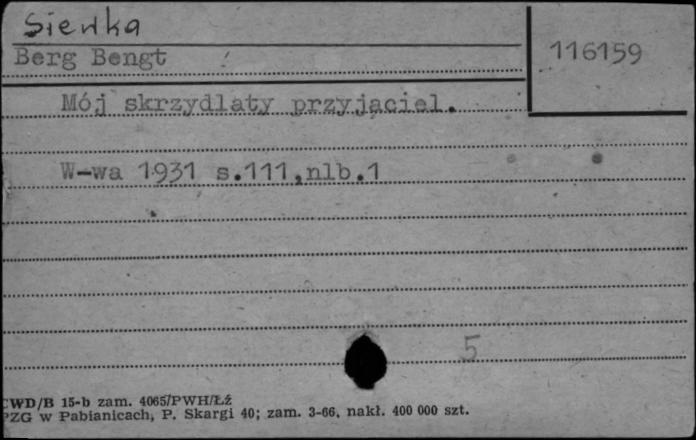 Sienka
Berg Bengt
116159
Mój skrzydlaty przyjaciel.
W-wa 1931 s.111,nlb.1
5
CWD/B 15-b zam. 4065/PWH/Łź
PZG w Pabianicach, P. Skargi 40; zam. 3-66, nakł. 400 000 szt.